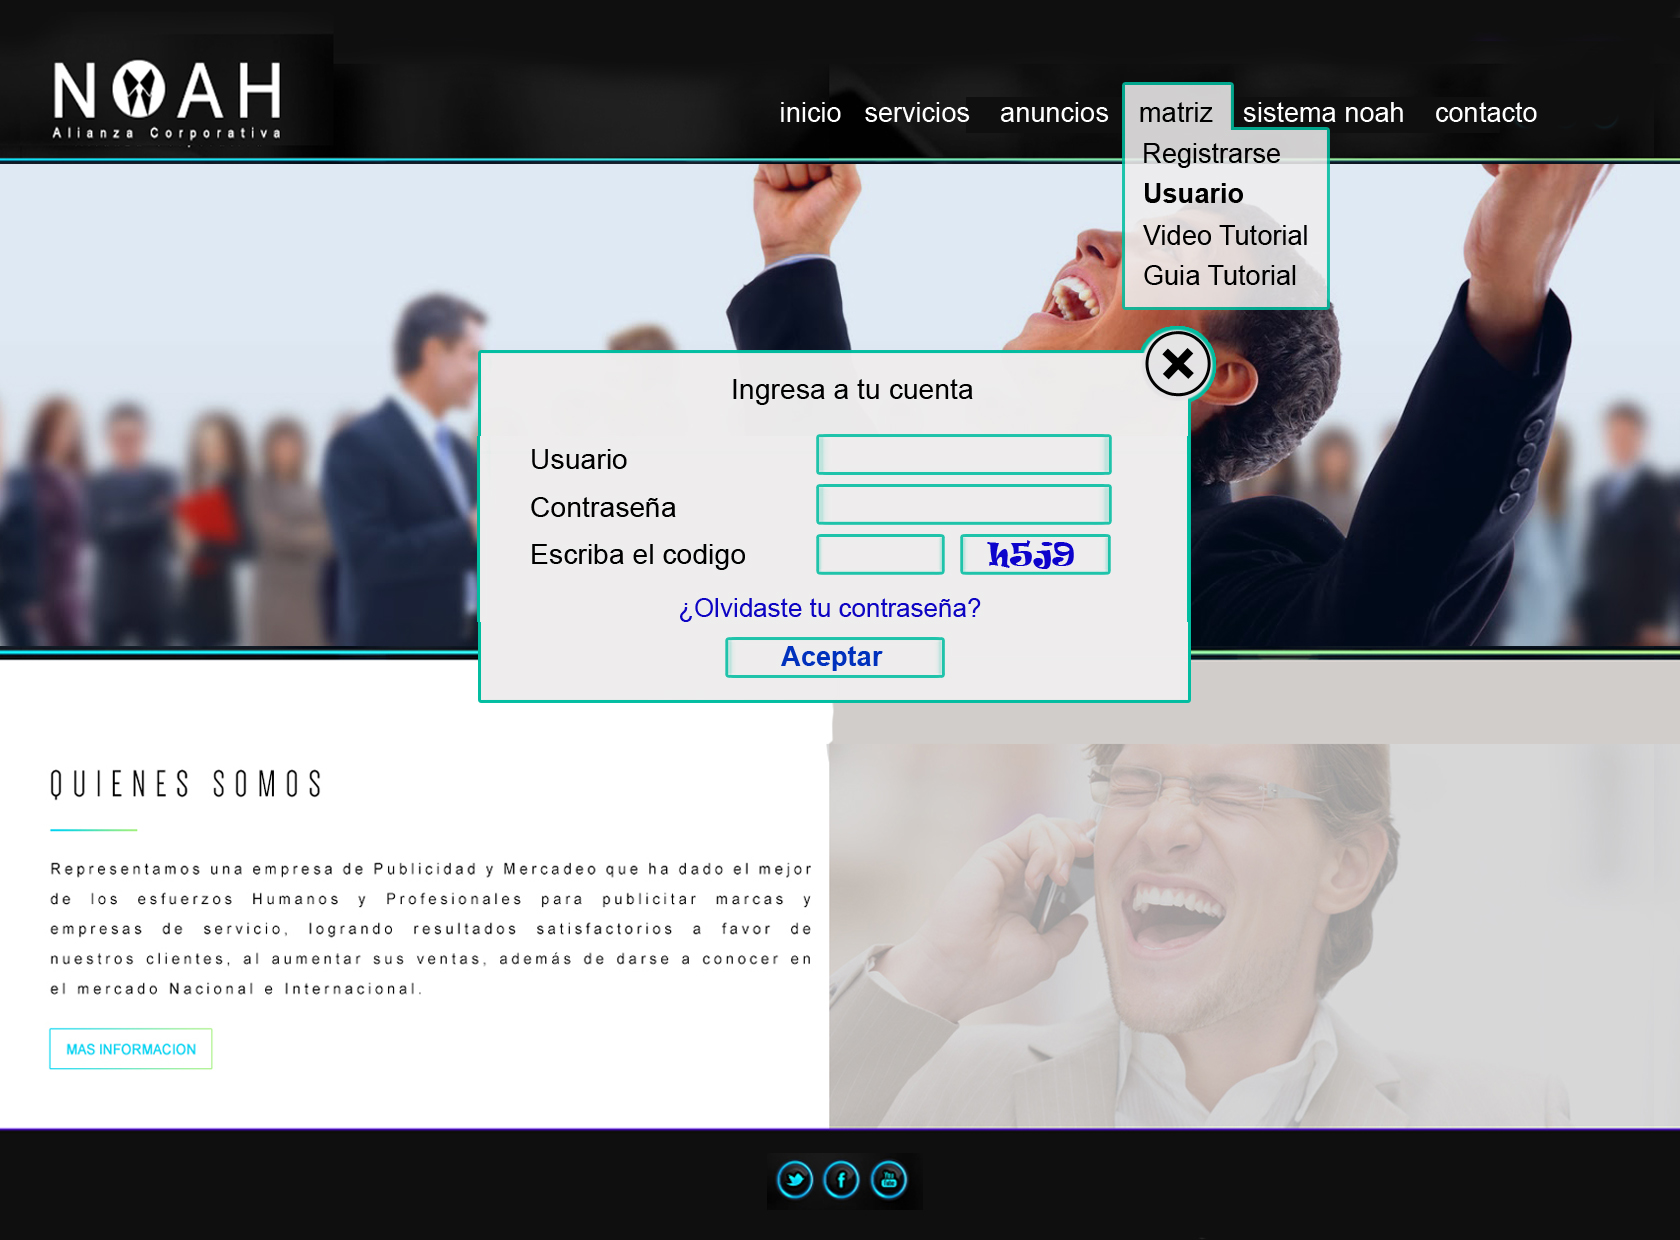 NOAH
Alianza Corporativa
inicio servicios anuncios matriz sistema noah contacto
Registrarse
Usuario
Video Tutorial
Guia Tutorial
Ingresa a tu cuenta
Usuario
Contraseña
Escriba el codigo h5j9
¿Olvidaste tu contraseña?
Aceptar
QUIENES SOMOS
Representamos una empresa de Publicidad y Mercadeo que ha dado el mejor
de los esfuerzos Humanos y Profesionales para publicitar marcas y
empresas de servicio, logrando resultados satisfactorios a favor de
nuestros clientes, al aumentar sus ventas, además de darse a conocer en
el mercado Nacional e Internacional.
MAS INFORMACION
You Tube